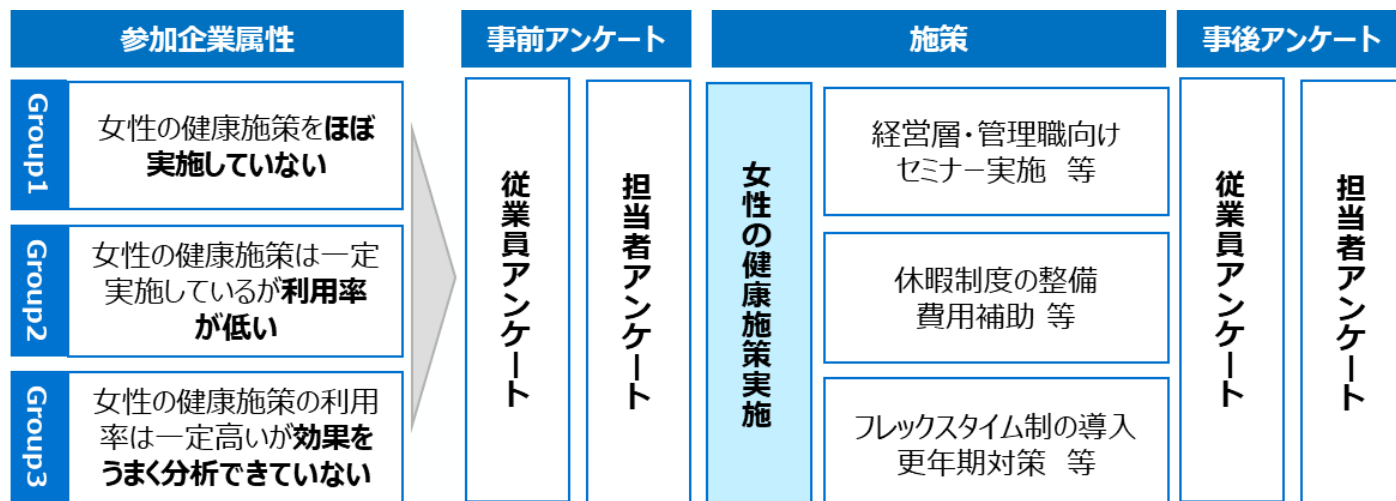 参加企業属性
事前アンケート
施策
事後アンケート
Group1
女性の健康施策をほぼ
実施していない
Group2
女性の健康施策は一定
実施しているが利用率
が低い
Group3
女性の健康施策の利用
率は一定高いが効果を
うまく分析できていない
従業員アンケート
担当者アンケート
女性の健康施策実施
経営層・管理職向け
セミナー実施 等
休暇制度の整備
費用補助 等
フレックスタイム制の導入
更年期対策 等
従業員アンケート
担当者アンケート